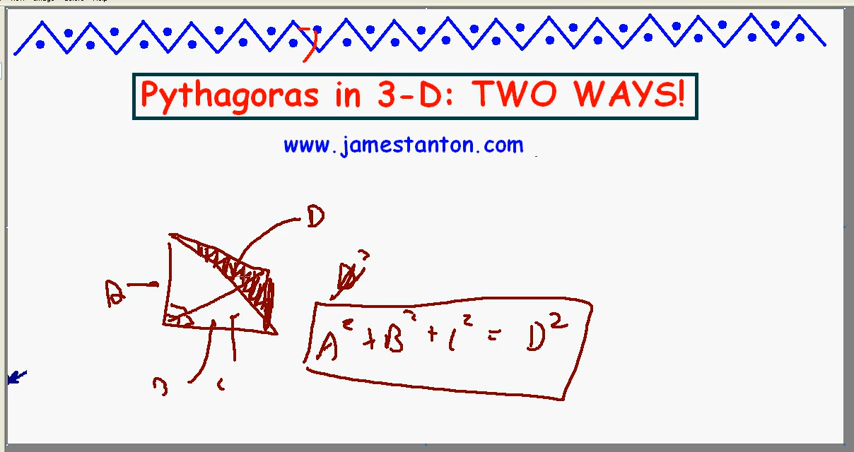 Pythagoras in 3-D: TWO WAYS!
www.jamestanton.com
D
A
A² + B² + C² = D²
B C